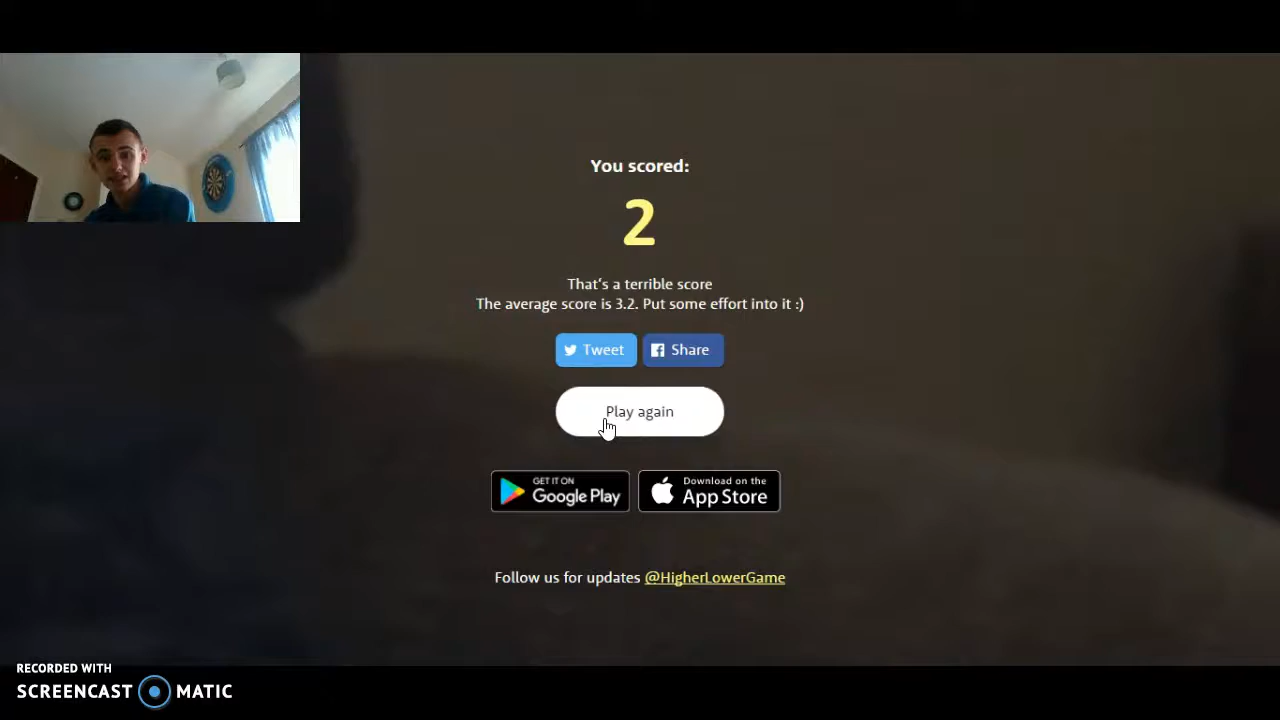 You scored:
2
That's a terrible score
The average score is 3.2. Put some effort into it :)
Tweet
Share
Play again
GET IT ON
Google Play
Download on the
App Store
Follow us for updates @HigherLowerGame
RECORDED WITH
SCREENCAST MATIC